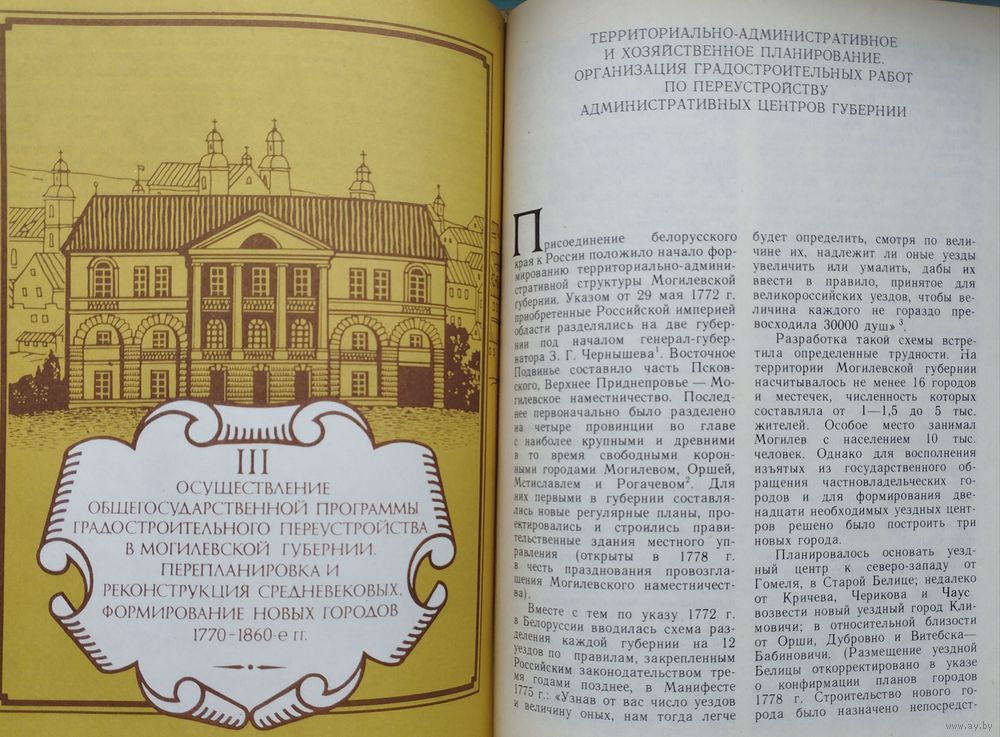 III
ОСУЩЕСТВЛЕНИЕ
ОБЩЕГОСУДАРСТВЕННОЙ ПРОГРАММЫ
ГРАДОСТРОИТЕЛЬНОГО ПЕРЕУСТРОЙСТВА
В МОГИЛЕВСКОЙ ГУБЕРНИИ.
ПЕРЕПЛАНИРОВКА И
РЕКОНСТРУКЦИЯ СРЕДНЕВЕКОВЫХ.
ФОРМИРОВАНИЕ НОВЫХ ГОРОДОВ
1770-1860-е гг.
ТЕРРИТОРИАЛЬНО-АДМИНИСТРАТИВНОЕ
И ХОЗЯЙСТВЕННОЕ ПЛАНИРОВАНИЕ.
ОРГАНИЗАЦИЯ ГРАДОСТРОИТЕЛЬНЫХ РАБОТ
ПО ПЕРЕУСТРОЙСТВУ
АДМИНИСТРАТИВНЫХ ЦЕНТРОВ ГУБЕРНИИ
Присоединение белорусского
края к России положило начало фор-
мированию территориально-админи-
стративной структуры Могилевской
губернии. Указом от 29 мая 1772 г.
приобретенные Российской империей
области разделялись на две губер-
нии под началом генерал-губер-
натора З. Г. Чернышева¹. Восточное
Подвинье составило часть Псков-
ского, Верхнее Приднепровье — Мо-
гилевское наместничество. Послед-
нее первоначально было разделено
на четыре провинции во главе
с наиболее крупными и древними
в то время свободными корон-
ными городами Могилевом, Оршей,
Мстиславлем и Рогачевом². Для
них первыми в губернии составля-
лись новые регулярные планы, про-
ектировались и строились прави-
тельственные здания местного уп-
равления (открыты в 1778 г.
в честь празднования провозгла-
шения Могилевского наместничест-
ва).
Вместе с тем по указу 1772 г.
в Белоруссии вводилась схема раз-
деления каждой губернии на 12
уездов по правилам, закрепленным
Российским законодательством тре-
мя годами позднее, в Манифесте
1775 г.: «Узнав от вас число уездов
и величину оных, нам тогда легче
будет определить, смотря по вели-
чине их, надлежит ли оные уезды
увеличить или умалить, дабы их
ввести в правило, принятое для
великороссийских уездов, чтобы ве-
личина каждого не гораздо пре-
восходила 30000 душ»³.
Разработка такой схемы встре-
тила определенные трудности. На
территории Могилевской губернии
насчитывалось не менее 16 городов
и местечек, численность которых
составляла от 1—1,5 до 5 тыс.
жителей. Особое место занимал
Могилев с населением 10 тыс.
человек. Однако для восполнения
изъятых из государственного об-
ращения частновладельческих го-
родов и для формирования две-
надцати необходимых уездных цент-
ров решено было построить три
новых города.
Планировалось основать уезд-
ный центр к северо-западу от
Гомеля, в Старой Белице; недалеко
от Кричева, Черикова и Чаус
возвести новый уездный город Кли-
мовичи; в относительной близости
от Орши, Дубровно и Витебска—
Бабиновичи. (Размещение уездной
Белицы откорректировано в указе
о конфирмации планов городов
1778 г. Строительство нового го-
рода было назначено непосредст-
www.ay.by